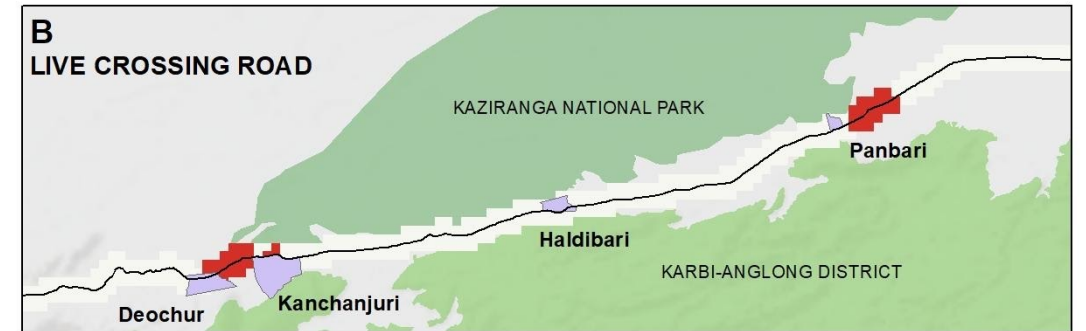 B
LIVE CROSSING ROAD
KAZIRANGA NATIONAL PARK
Panbari
Haldibari
KARBI-ANGLONG DISTRICT
Kanchanjuri
Deochur